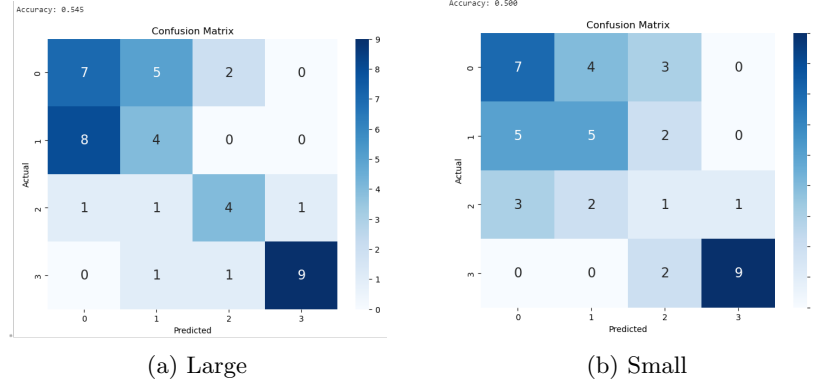 Accuracy: 0.545
Confusion Matrix
0 7 5 2 0
1 8 4 0 0
2 1 1 4 1
3 0 1 1 9
Actual
0 1 2 3
Predicted
9
8
7
6
5
4
3
2
1
0
(a) Large
Accuracy: 0.500
Confusion Matrix
0 7 4 3 0
1 5 5 2 0
2 3 2 1 1
3 0 0 2 9
Actual
0 1 2 3
Predicted
(b) Small